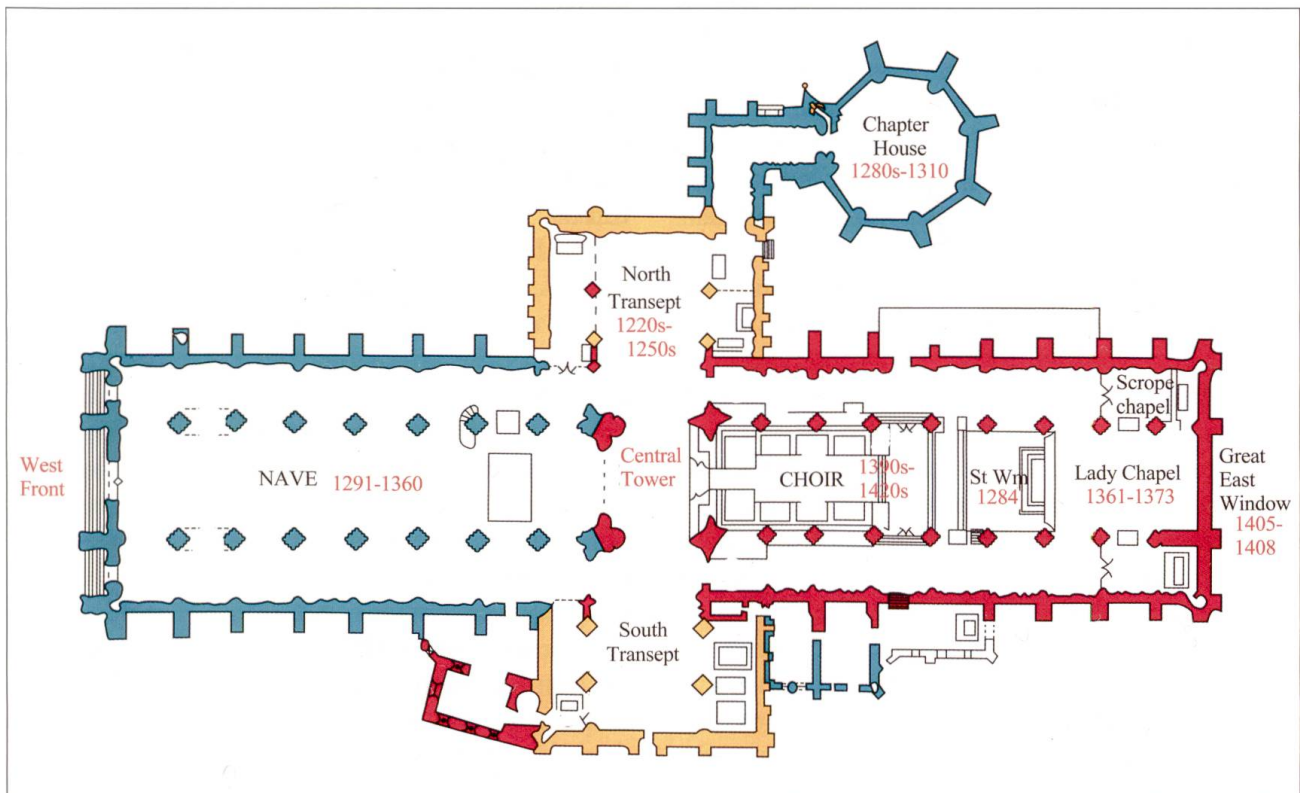 Chapter
House
1280s-1310
North
Transept
1220s-
1250s
Scrope
chapel
West
Front
NAVE 1291-1360
Central
Tower
CHOIR
1390s-
1420s
St Wm
1284
Lady Chapel
1361-1373
Great
East
Window
1405-
1408
South
Transept